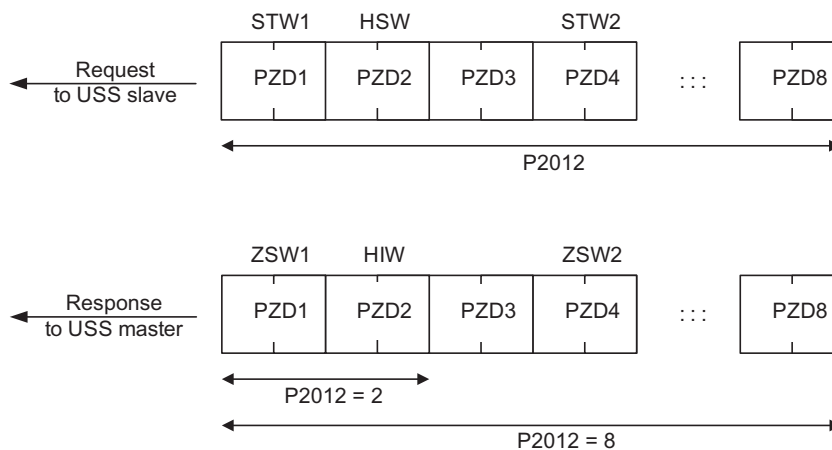 STW1 HSW STW2
Request
to USS slave
PZD1 PZD2 PZD3 PZD4 : : : PZD8
P2012
ZSW1 HIW ZSW2
Response
to USS master
PZD1 PZD2 PZD3 PZD4 : : : PZD8
P2012 = 2
P2012 = 8